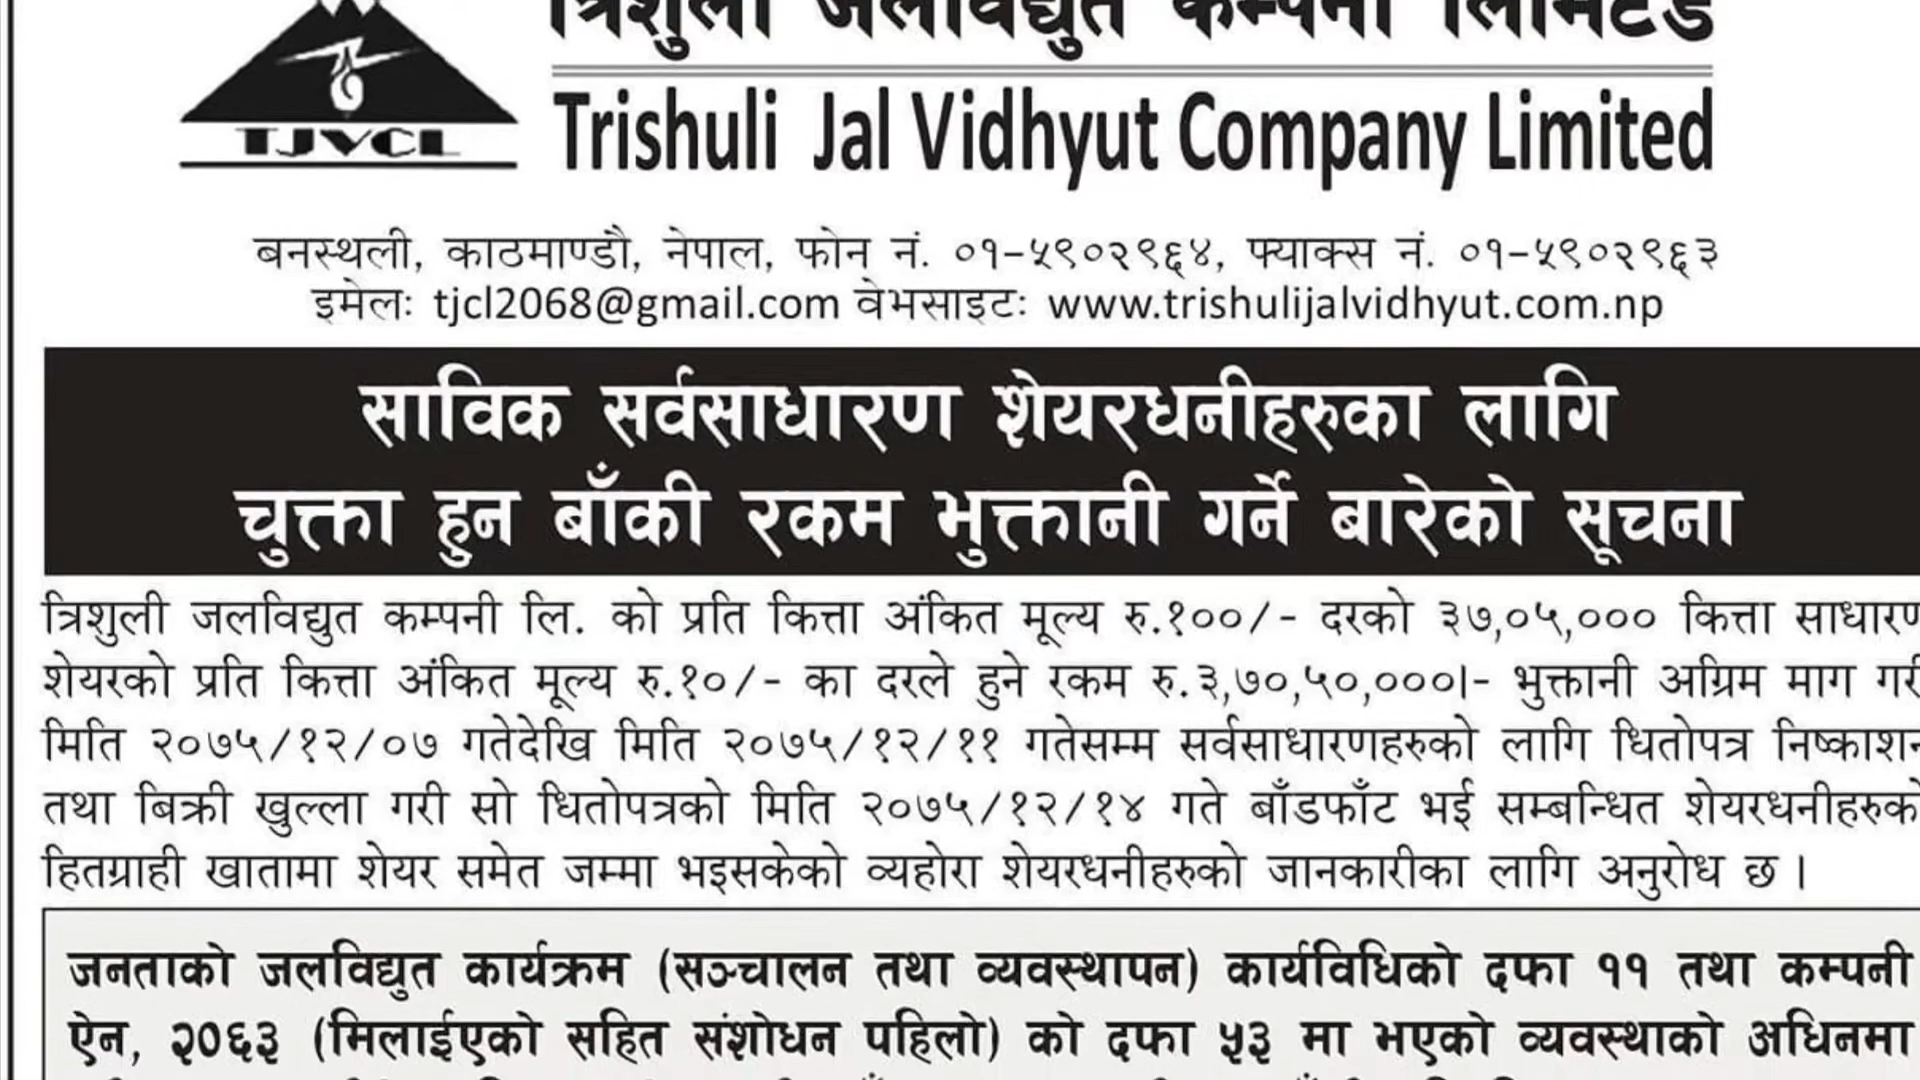 त्रिशुली जलविद्युत कम्पनी लिमिटेड
TJVCL
Trishuli Jal Vidhyut Company Limited
बनस्थली, काठमाण्डौ, नेपाल, फोन नं. ०१-५९०२९६४, फ्याक्स नं. ०१-५९०२९६३
इमेलः tjcl2068@gmail.com वेभसाइटः www.trishulijalvidhyut.com.np
साविक सर्वसाधारण शेयरधनीहरुका लागि
चुक्ता हुन बाँकी रकम भुक्तानी गर्ने बारेको सूचना
त्रिशुली जलविद्युत कम्पनी लि. को प्रति कित्ता अंकित मूल्य रु.१००/- दरको ३७,०५,००० कित्ता साधारण
शेयरको प्रति कित्ता अंकित मूल्य रु.१०/- का दरले हुने रकम रु.३,७०,५०,०००।- भुक्तानी अग्रिम माग गरी
मिति २०७५/१२/०७ गतेदेखि मिति २०७५/१२/११ गतेसम्म सर्वसाधारणहरुको लागि धितोपत्र निष्काशन
तथा बिक्री खुल्ला गरी सो धितोपत्रको मिति २०७५/१२/१४ गते बाँडफाँट भई सम्बन्धित शेयरधनीहरुको
हितग्राही खातामा शेयर समेत जम्मा भइसकेको व्यहोरा शेयरधनीहरुको जानकारीका लागि अनुरोध छ ।
जनताको जलविद्युत कार्यक्रम (सञ्चालन तथा व्यवस्थापन) कार्यविधिको दफा ११ तथा कम्पनी
ऐन, २०६३ (मिलाईएको सहित संशोधन पहिलो) को दफा ५३ मा भएको व्यवस्थाको अधिनमा